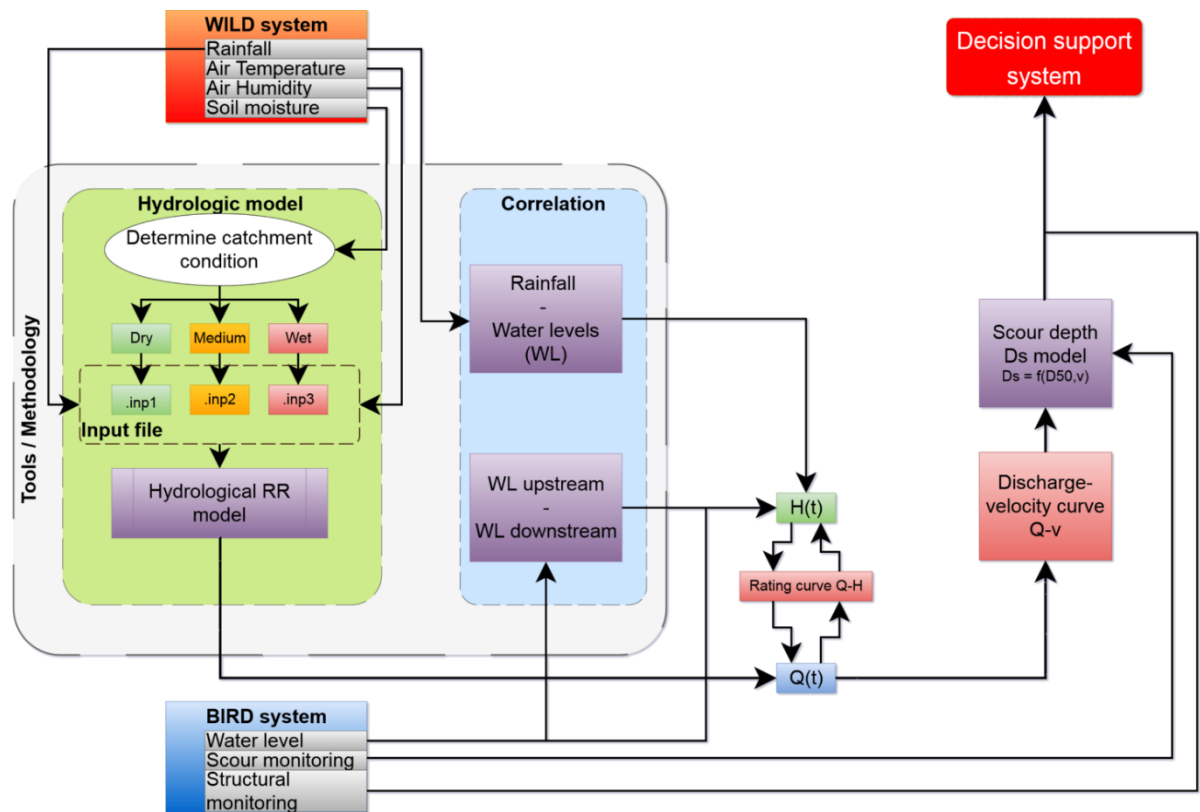 WILD system
Rainfall
Air Temperature
Air Humidity
Soil moisture
Decision support
system
Tools / Methodology
Hydrologic model
Determine catchment
condition
Dry
Medium
Wet
.inp1
.inp2
.inp3
Input file
Hydrological RR
model
Correlation
Rainfall
-
Water levels
(WL)
WL upstream
-
WL downstream
H(t)
Rating curve Q-H
Q(t)
Scour depth
Ds model
Ds = f(D50,v)
Discharge-
velocity curve
Q-v
BIRD system
Water level
Scour monitoring
Structural
monitoring